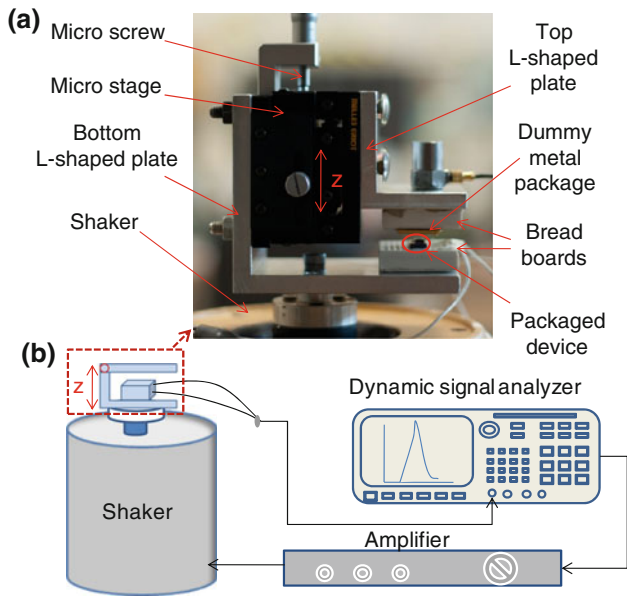 (a)
Micro screw
Micro stage
Bottom
L-shaped plate
Shaker
Top
L-shaped
plate
Dummy
metal
package
Bread
boards
Packaged
device
Z
(b)
Z
Shaker
Dynamic signal analyzer
Amplifier